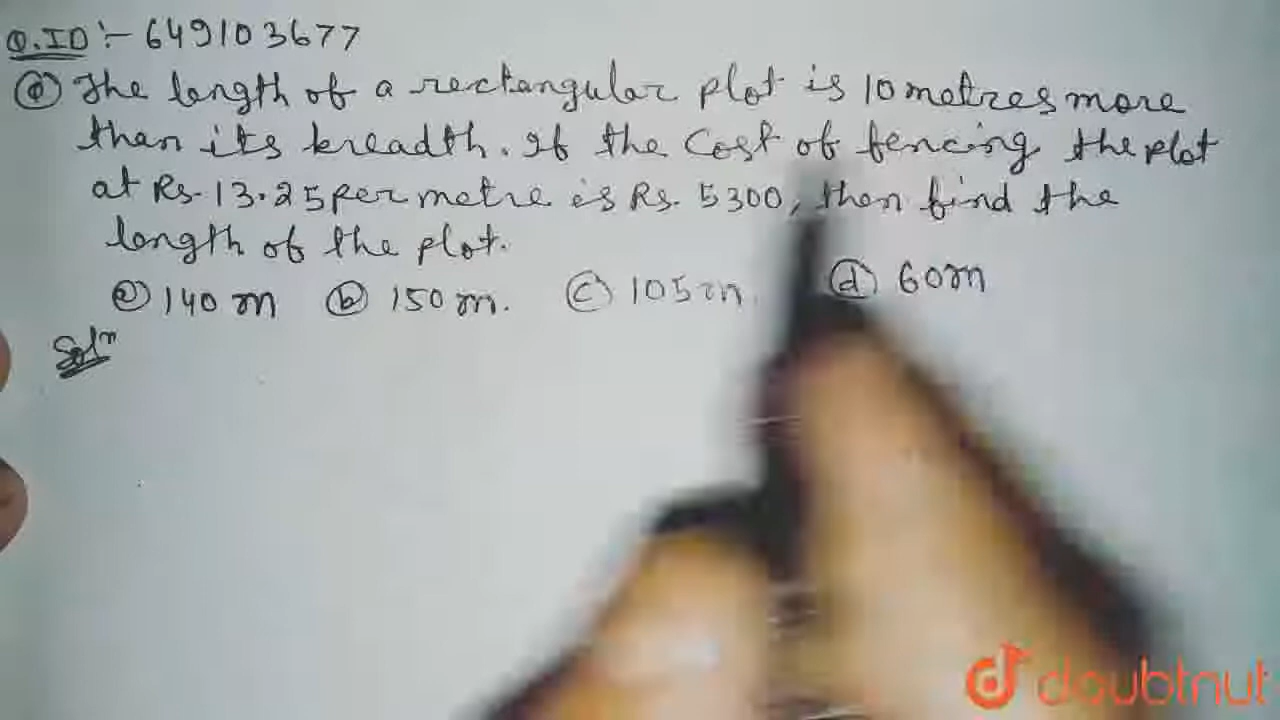 Q.ID :- 649103677
Q The length of a rectangular plot is 10 metres more
than its breadth. If the cost of fencing the plot
at Rs. 13.25 per metre is Rs. 5300, then find the
length of the plot.
a 140 m b 150 m. c 105 m. d 60 m
Solⁿ
doubtnut